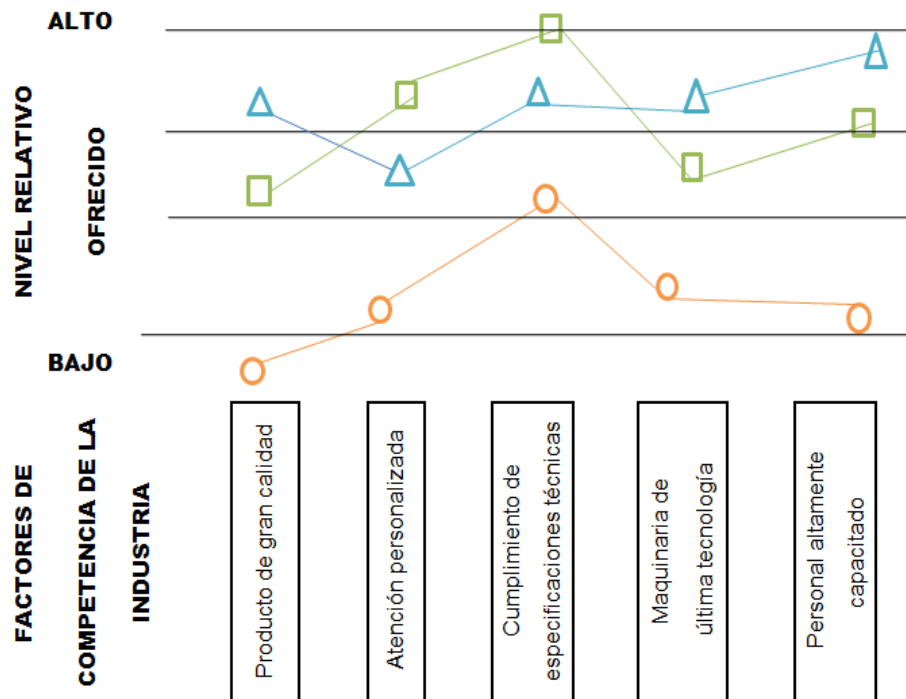 ALTO
NIVEL RELATIVO
OFRECIDO
BAJO
FACTORES DE
COMPETENCIA DE LA
INDUSTRIA
Producto de gran calidad
Atención personalizada
Cumplimiento de
especificaciones técnicas
Maquinaria de
última tecnología
Personal altamente
capacitado